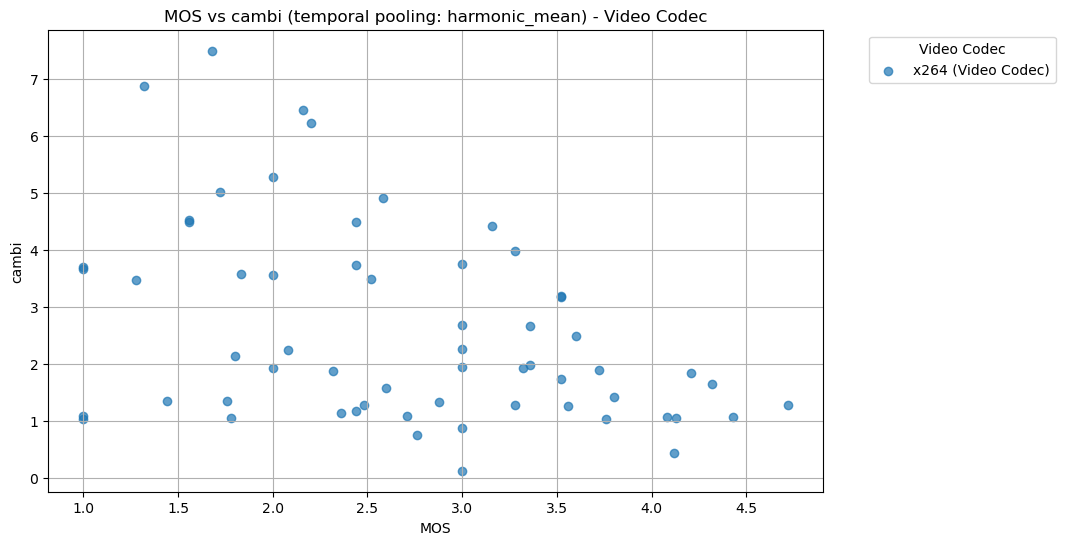 MOS vs cambi (temporal pooling: harmonic_mean) - Video Codec
Video Codec
x264 (Video Codec)
cambi
7
6
5
4
3
2
1
0
1.0 1.5 2.0 2.5 3.0 3.5 4.0 4.5
MOS